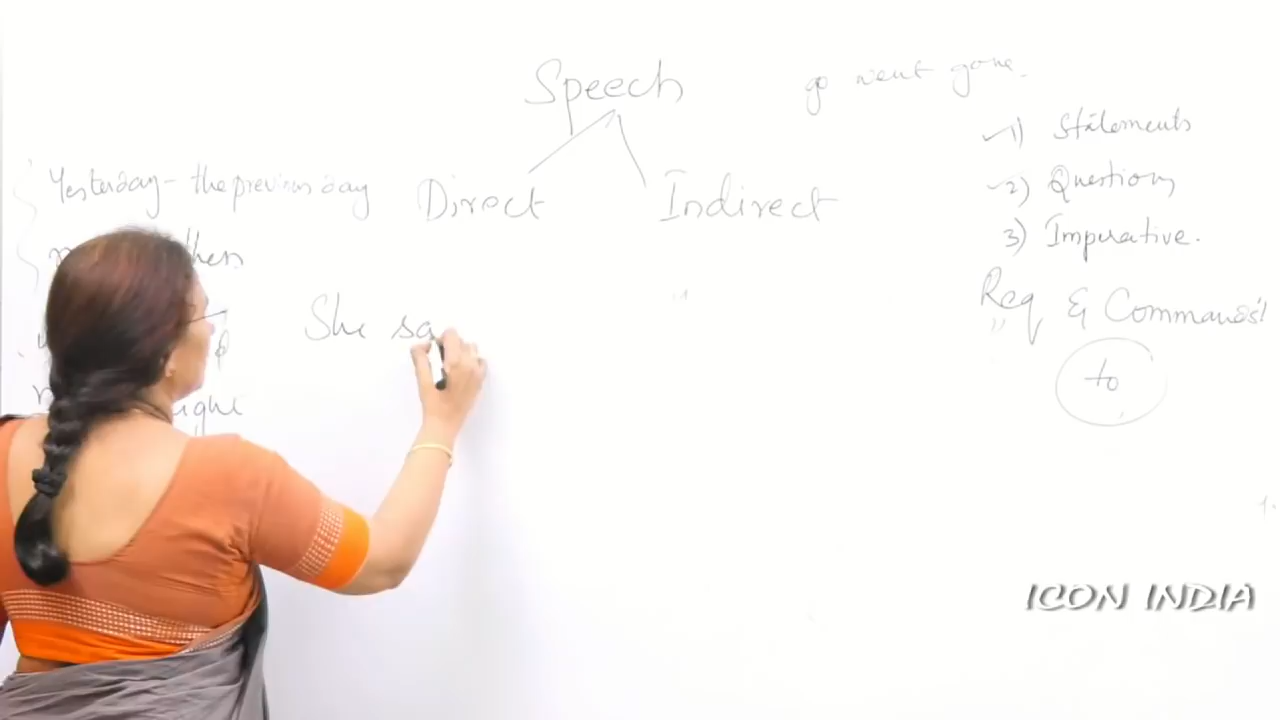 Speech
go went gone.
Direct Indirect
Yesterday - the previous day
then
She sa
1) Statements
2) Questions
3) Imperative.
Req & Commands
to
ICON INDIA